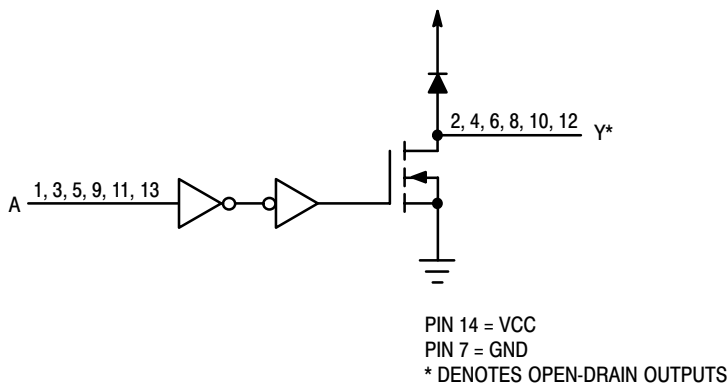 2, 4, 6, 8, 10, 12 Y*
A 1, 3, 5, 9, 11, 13
PIN 14 = VCC
PIN 7 = GND
* DENOTES OPEN-DRAIN OUTPUTS